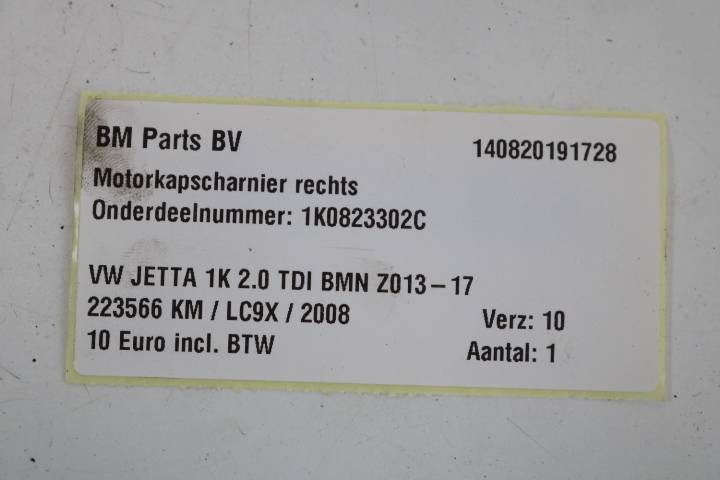 BM Parts BV 140820191728
Motorkapscharnier rechts
Onderdeelnummer: 1K0823302C
VW JETTA 1K 2.0 TDI BMN Z013-17
223566 KM / LC9X / 2008 Verz: 10
10 Euro incl. BTW Aantal: 1